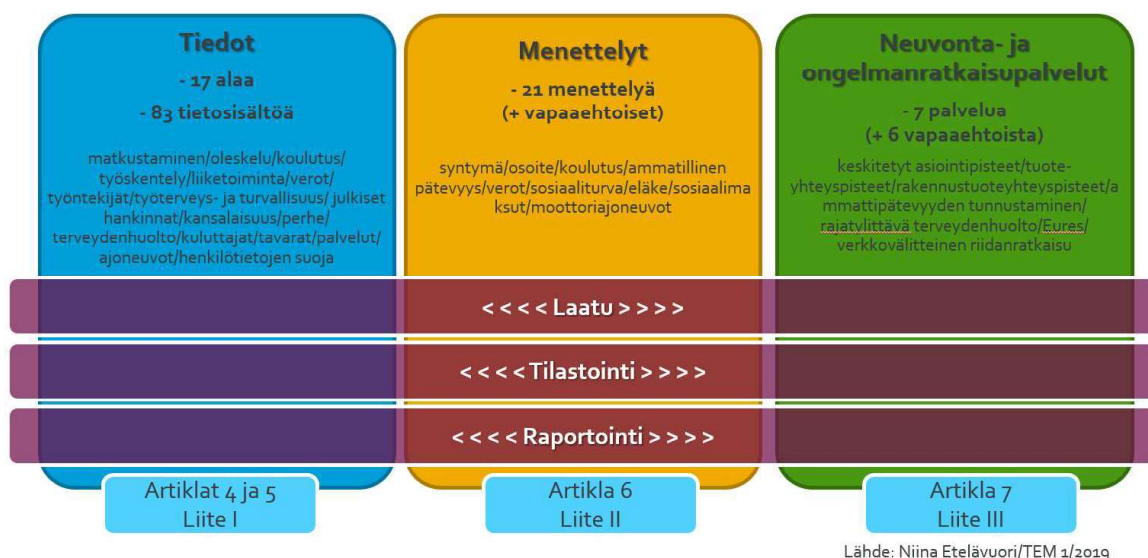 Tiedot
- 17 alaa
- 83 tietosisältöä
matkustaminen/oleskelu/koulutus/
työskentely/liiketoiminta/verot/
työntekijät/työterveys- ja turvallisuus/ julkiset
hankinnat/kansalaisuus/perhe/
terveydenhuolto/kuluttajat/tavarat/palvelut/
ajoneuvot/henkilötietojen suoja
Menettelyt
- 21 menettelyä
(+ vapaaehtoiset)
syntymä/osoite/koulutus/ammatillinen
pätevyys/verot/sosiaaliturva/eläke/sosiaalima
ksut/moottoriajoneuvot
Neuvonta- ja
ongelmanratkaisupalvelut
- 7 palvelua
(+ 6 vapaaehtoista)
keskitetyt asiointipisteet/tuote-
yhteyspisteet/rakennustuoteyhteyspisteet/a
mmattipätevyyden tunnustaminen/
rajatylittävä terveydenhuolto/Eures/
verkkovälitteinen riidanratkaisu
< < < < Laatu > > > >
< < < < Tilastointi > > > >
< < < < Raportointi > > > >
Artiklat 4 ja 5
Liite I
Artikla 6
Liite II
Artikla 7
Liite III
Lähde: Niina Etelävuori/TEM 1/2019